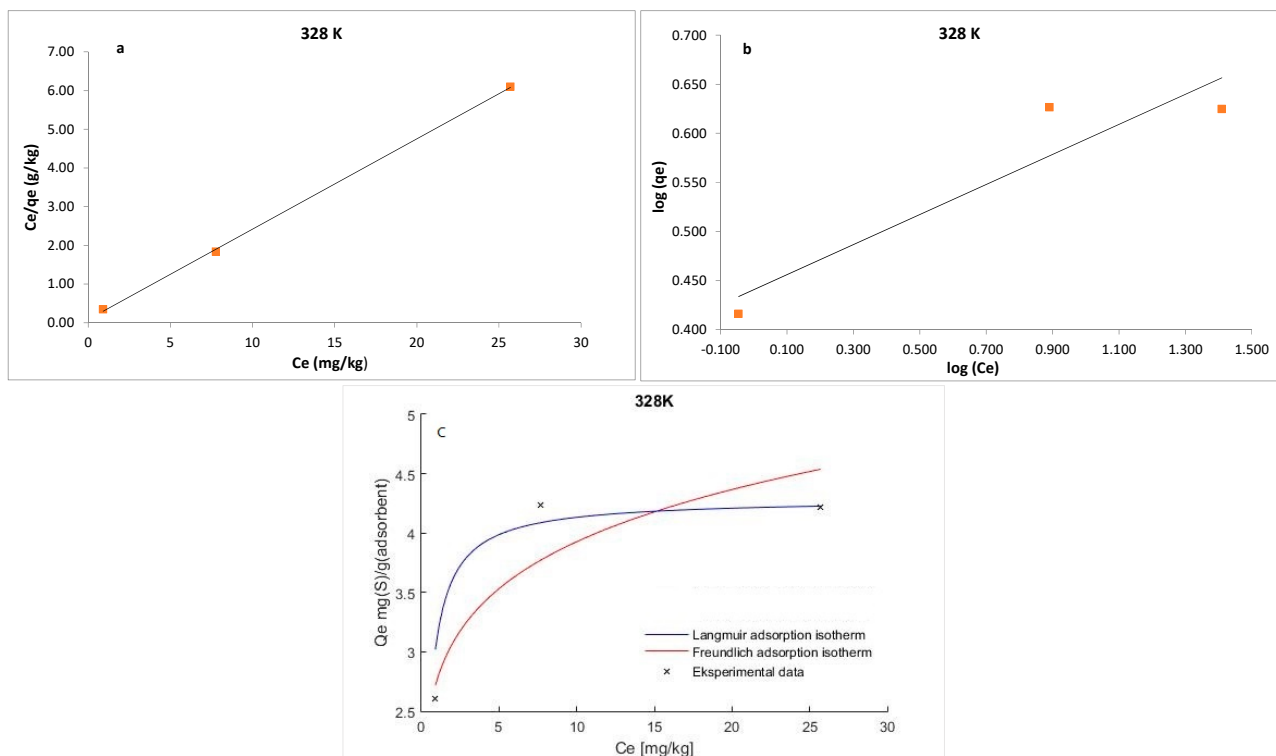 328 K
a
7.00
6.00
5.00
4.00
3.00
2.00
1.00
0.00
Ce/qe (g/kg)
0 5 10 15 20 25 30
Ce (mg/kg)
328 K
b
0.700
0.650
0.600
0.550
0.500
0.450
0.400
log (qe)
-0.100 0.100 0.300 0.500 0.700 0.900 1.100 1.300 1.500
log (Ce)
328K
C
5
4.5
4
3.5
3
2.5
Qe mg(S)/g(adsorbent)
Langmuir adsorption isotherm
Freundlich adsorption isotherm
Eksperimental data
0 5 10 15 20 25 30
Ce [mg/kg]